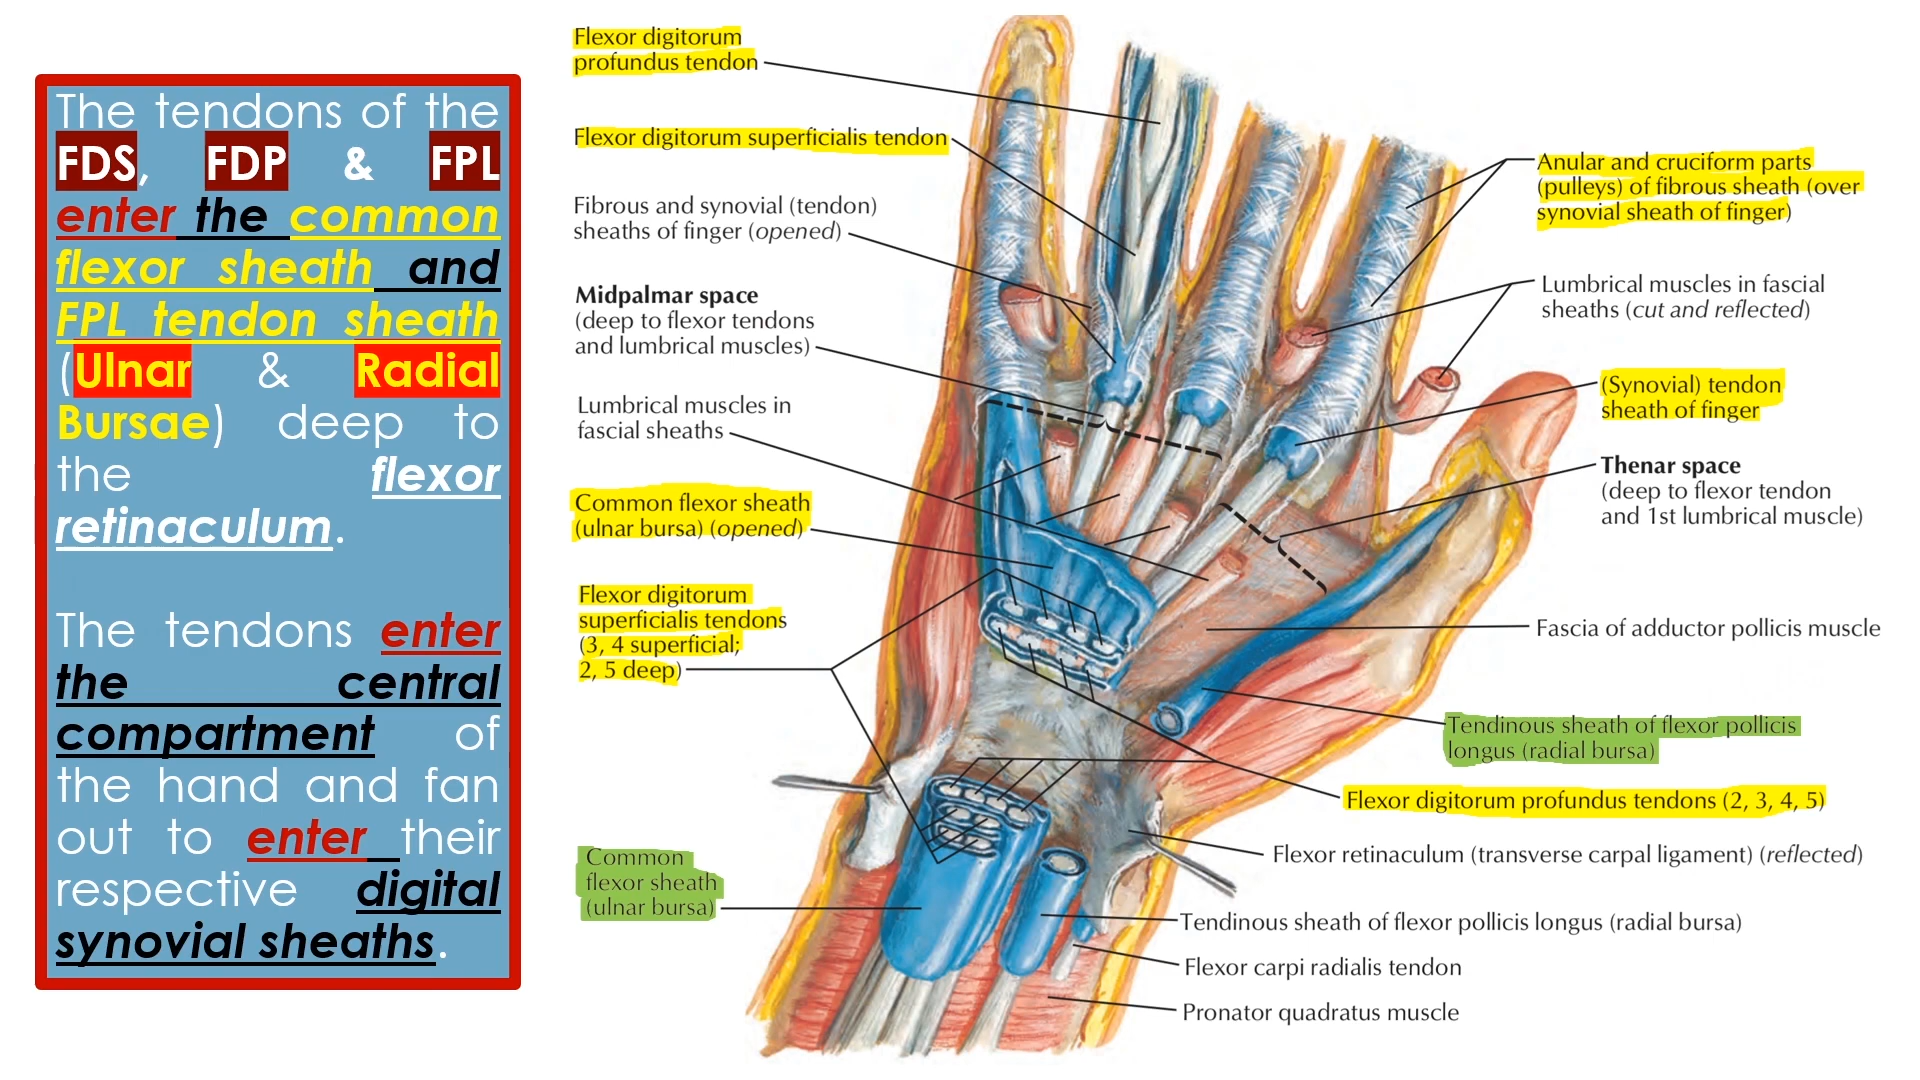 The tendons of the
FDS, FDP & FPL
enter the common
flexor sheath and
FPL tendon sheath
(Ulnar & Radial
Bursae) deep to
the flexor
retinaculum.
The tendons enter
the central
compartment of
the hand and fan
out to enter their
respective digital
synovial sheaths.
Flexor digitorum
profundus tendon
Flexor digitorum superficialis tendon
Fibrous and synovial (tendon)
sheaths of finger (opened)
Midpalmar space
(deep to flexor tendons
and lumbrical muscles)
Lumbrical muscles in
fascial sheaths
Common flexor sheath
(ulnar bursa) (opened)
Flexor digitorum
superficialis tendons
(3, 4 superficial;
2, 5 deep)
Common
flexor sheath
(ulnar bursa)
Anular and cruciform parts
(pulleys) of fibrous sheath (over
synovial sheath of finger)
Lumbrical muscles in fascial
sheaths (cut and reflected)
(Synovial) tendon
sheath of finger
Thenar space
(deep to flexor tendon
and 1st lumbrical muscle)
Fascia of adductor pollicis muscle
Tendinous sheath of flexor pollicis
longus (radial bursa)
Flexor digitorum profundus tendons (2, 3, 4, 5)
Flexor retinaculum (transverse carpal ligament) (reflected)
Tendinous sheath of flexor pollicis longus (radial bursa)
Flexor carpi radialis tendon
Pronator quadratus muscle